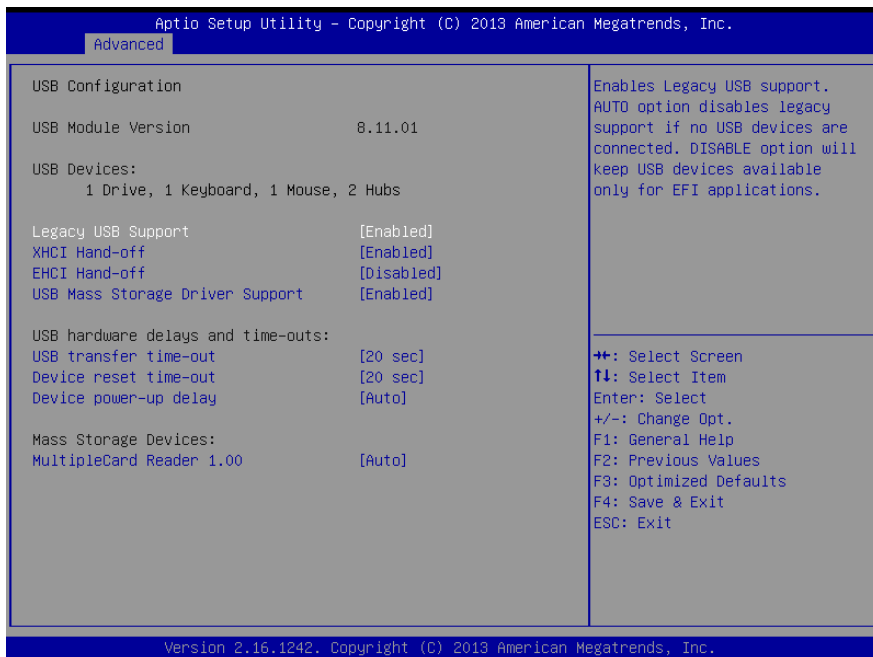 Aptio Setup Utility – Copyright (C) 2013 American Megatrends, Inc.
Advanced
USB Configuration
USB Module Version 8.11.01
USB Devices:
1 Drive, 1 Keyboard, 1 Mouse, 2 Hubs
Legacy USB Support [Enabled]
XHCI Hand-off [Enabled]
EHCI Hand-off [Disabled]
USB Mass Storage Driver Support [Enabled]
USB hardware delays and time-outs:
USB transfer time-out [20 sec]
Device reset time-out [20 sec]
Device power-up delay [Auto]
Mass Storage Devices:
MultipleCard Reader 1.00 [Auto]
Enables Legacy USB support.
AUTO option disables legacy
support if no USB devices are
connected. DISABLE option will
keep USB devices available
only for EFI applications.
→←: Select Screen
↑↓: Select Item
Enter: Select
+/-: Change Opt.
F1: General Help
F2: Previous Values
F3: Optimized Defaults
F4: Save & Exit
ESC: Exit
Version 2.16.1242. Copyright (C) 2013 American Megatrends, Inc.